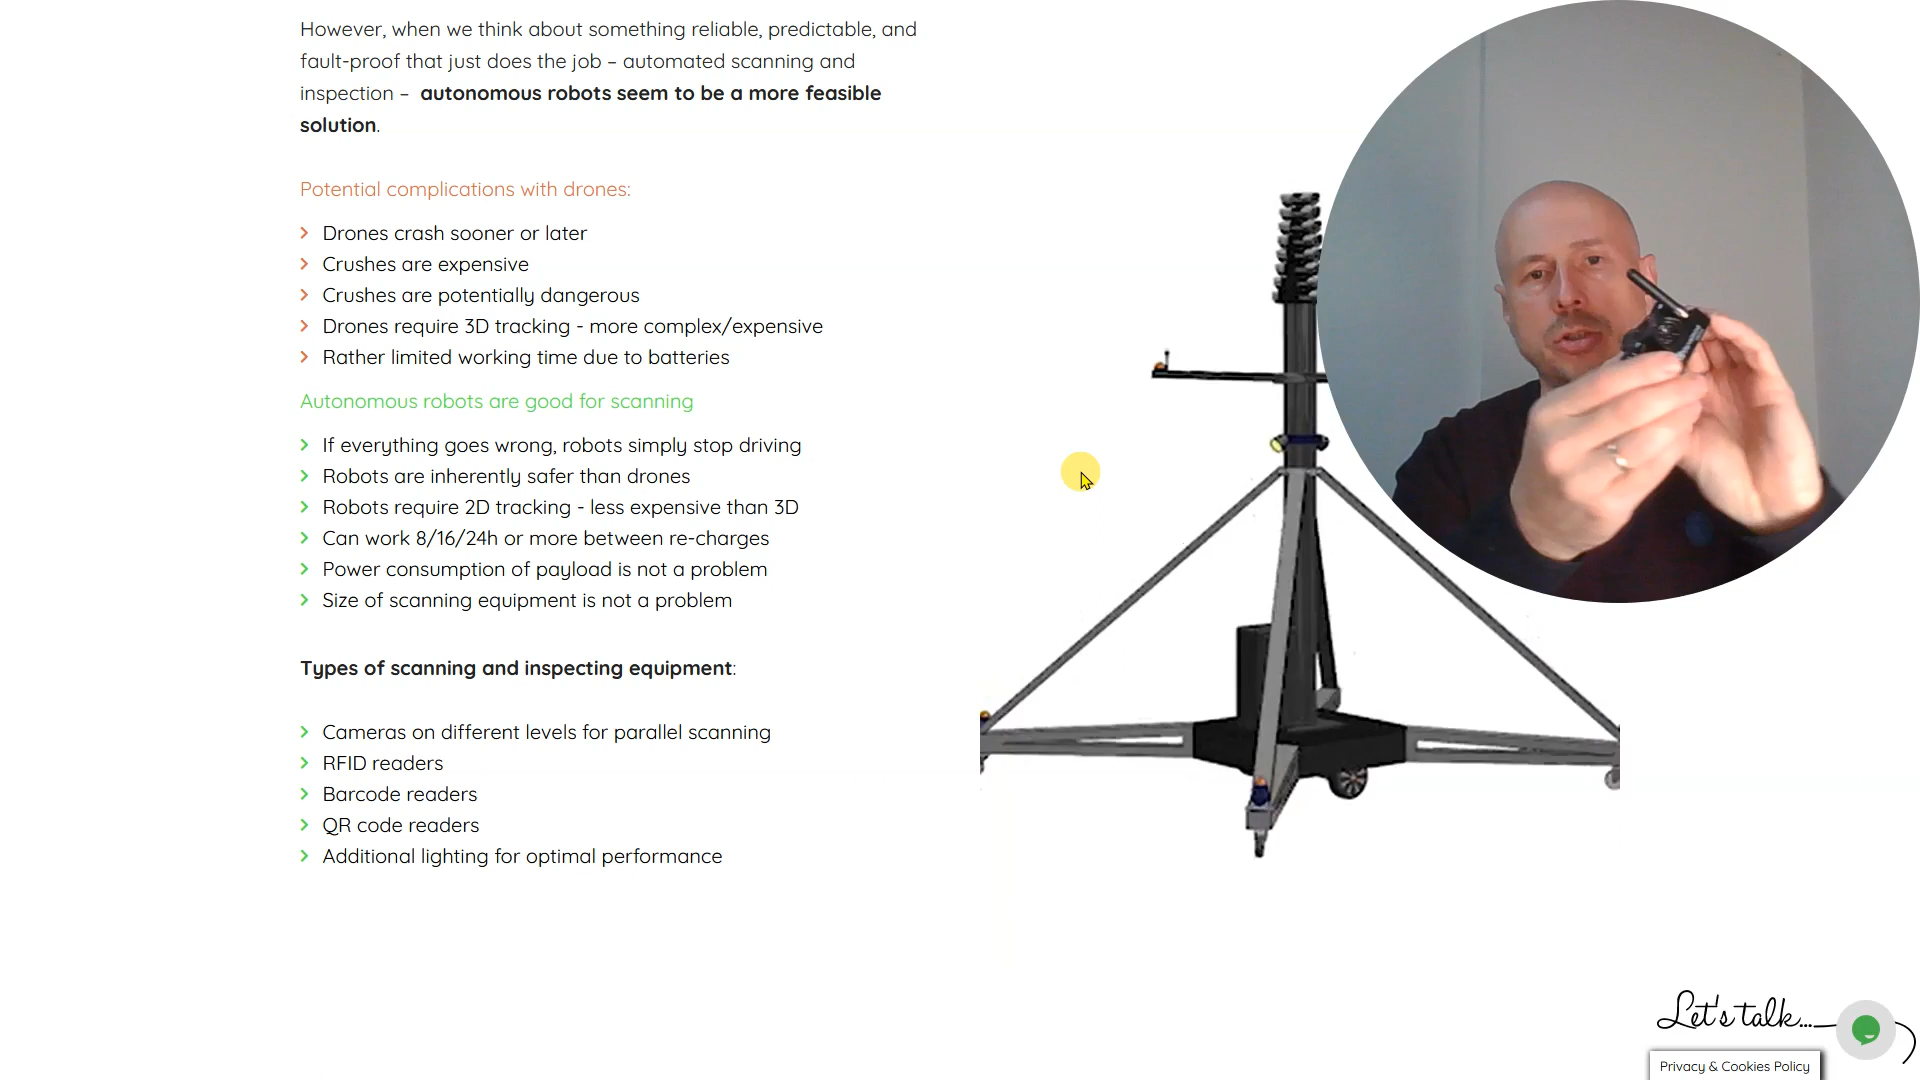 However, when we think about something reliable, predictable, and
fault-proof that just does the job – automated scanning and
inspection – autonomous robots seem to be a more feasible
solution.
Potential complications with drones:
Drones crash sooner or later
Crushes are expensive
Crushes are potentially dangerous
Drones require 3D tracking - more complex/expensive
Rather limited working time due to batteries
Autonomous robots are good for scanning
If everything goes wrong, robots simply stop driving
Robots are inherently safer than drones
Robots require 2D tracking - less expensive than 3D
Can work 8/16/24h or more between re-charges
Power consumption of payload is not a problem
Size of scanning equipment is not a problem
Types of scanning and inspecting equipment:
Cameras on different levels for parallel scanning
RFID readers
Barcode readers
QR code readers
Additional lighting for optimal performance
Let's talk...
Privacy & Cookies Policy